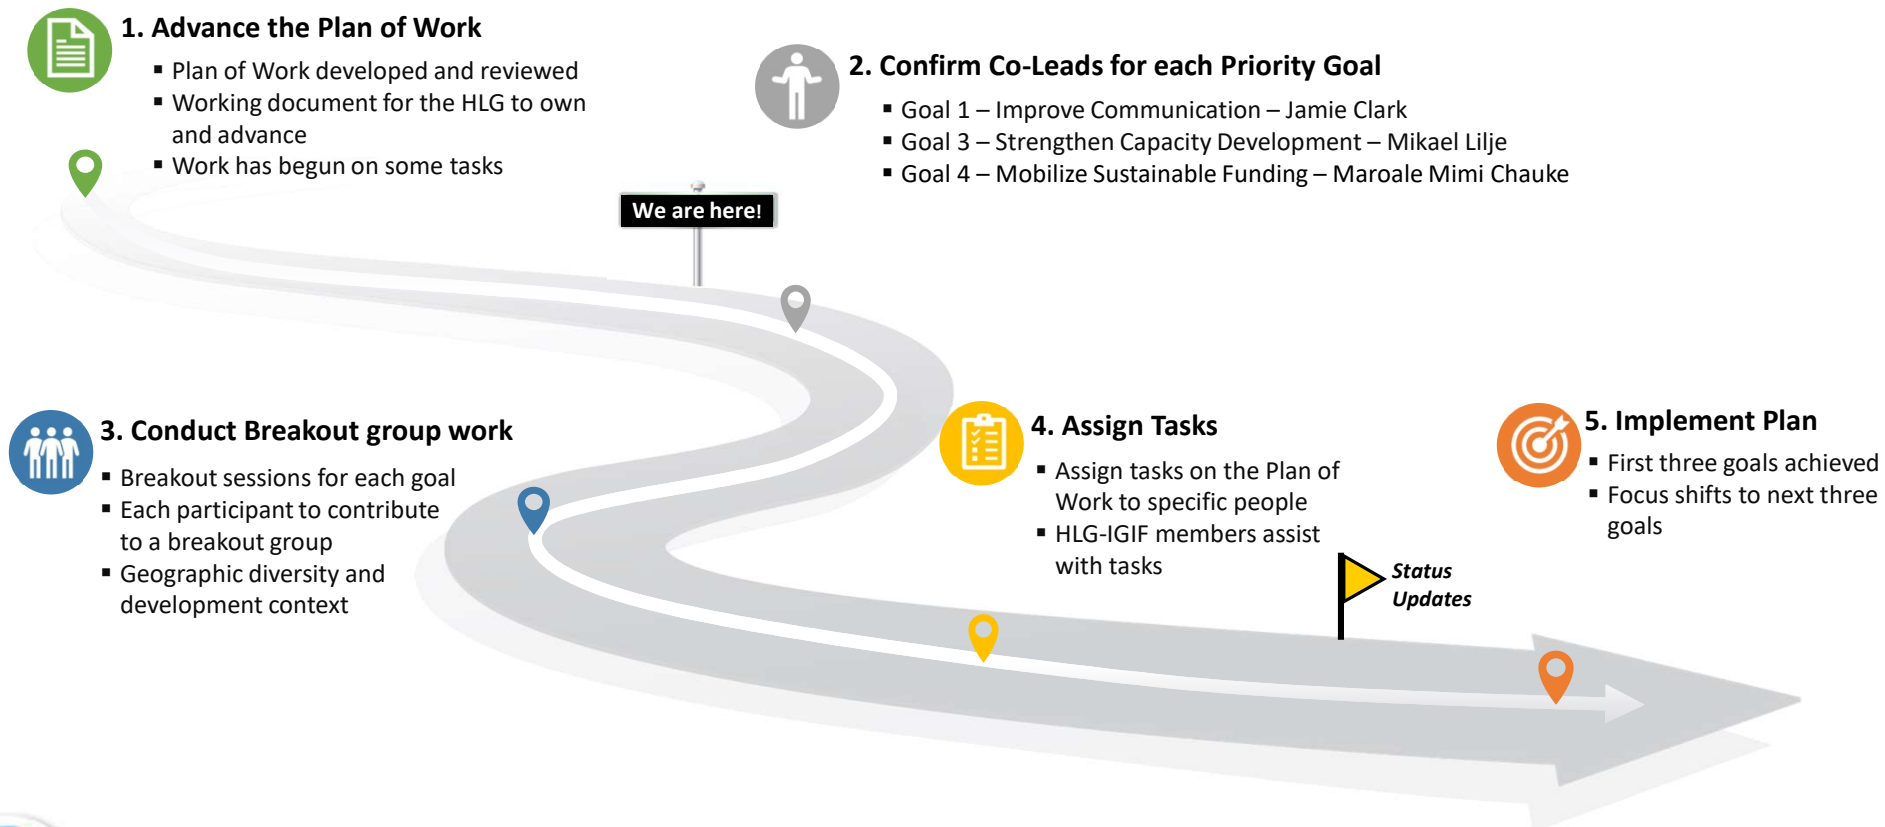 1. Advance the Plan of Work
▪ Plan of Work developed and reviewed
▪ Working document for the HLG to own
and advance
▪ Work has begun on some tasks
2. Confirm Co-Leads for each Priority Goal
▪ Goal 1 – Improve Communication – Jamie Clark
▪ Goal 3 – Strengthen Capacity Development – Mikael Lilje
▪ Goal 4 – Mobilize Sustainable Funding – Maroale Mimi Chauke
We are here!
3. Conduct Breakout group work
▪ Breakout sessions for each goal
▪ Each participant to contribute
to a breakout group
▪ Geographic diversity and
development context
4. Assign Tasks
▪ Assign tasks on the Plan of
Work to specific people
▪ HLG-IGIF members assist
with tasks
Status
Updates
5. Implement Plan
▪ First three goals achieved
▪ Focus shifts to next three
goals